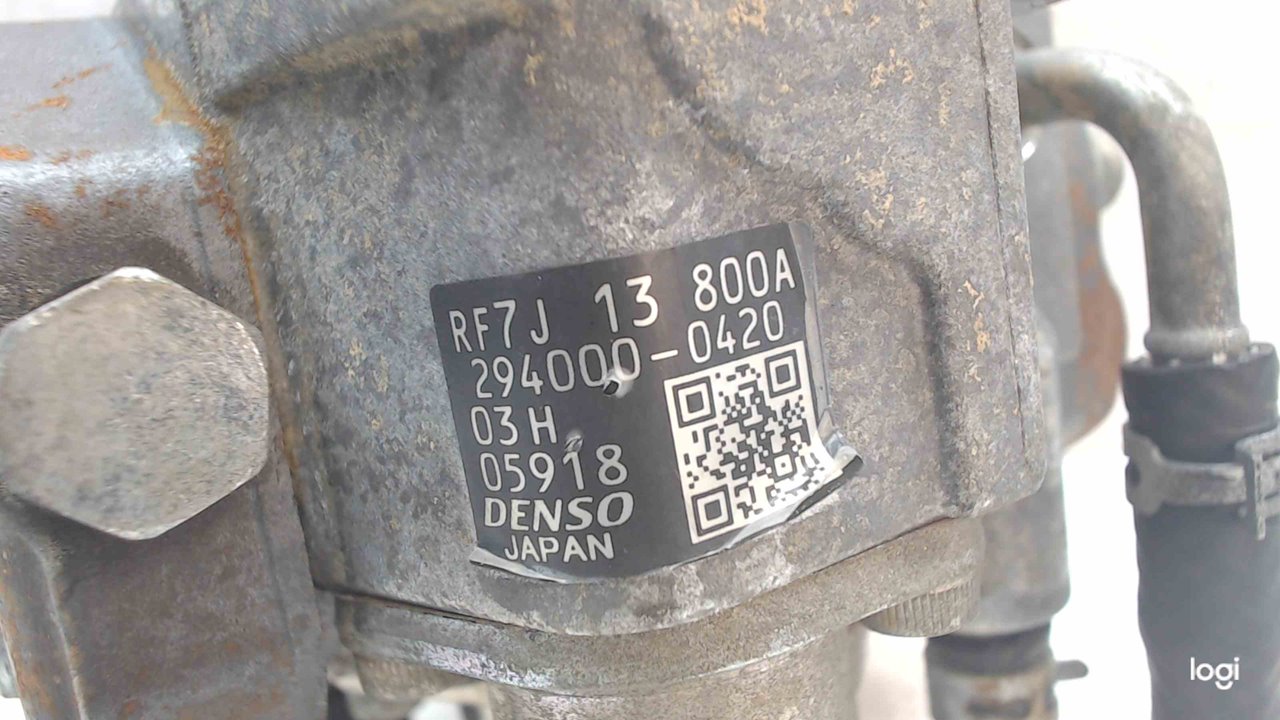 RF7J 13 800A
294000-0420
03H
05918
DENSO
JAPAN
logi